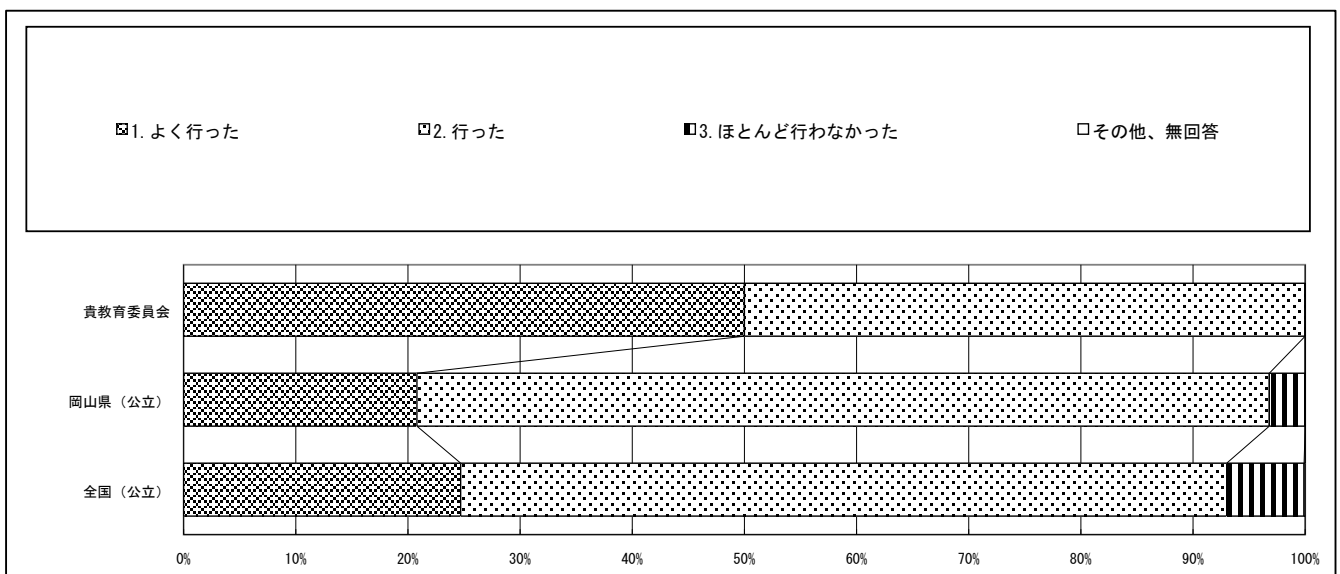 1. よく行った 2. 行った 3. ほとんど行わなかった その他、無回答
貴教育委員会
岡山県（公立）
全国（公立）
0% 10% 20% 30% 40% 50% 60% 70% 80% 90% 100%